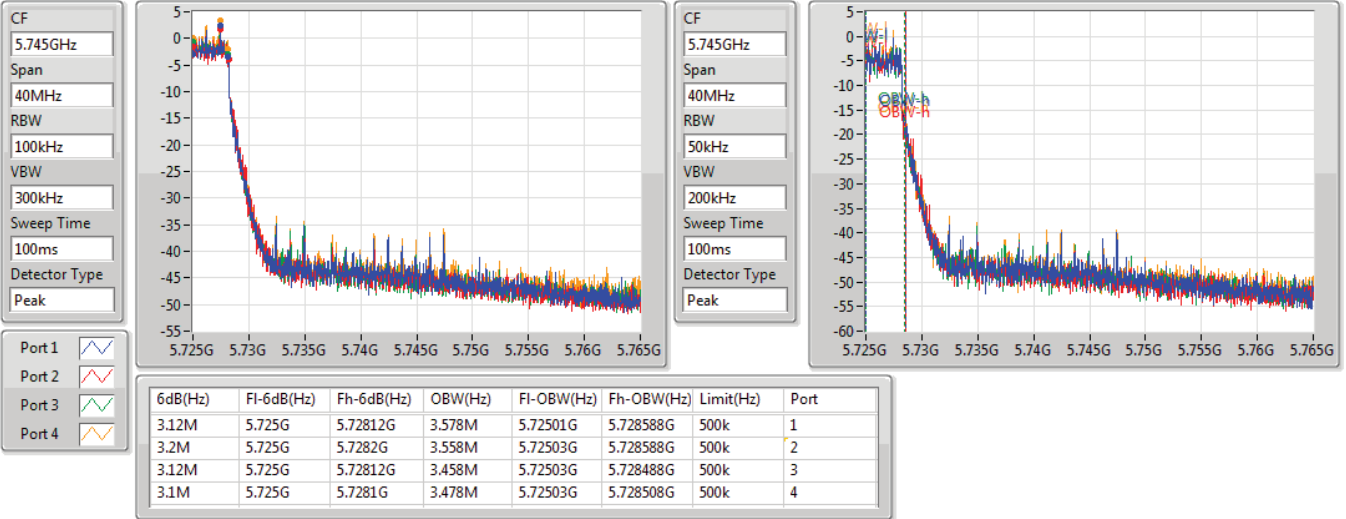 CF
5.745GHz
Span
40MHz
RBW
100kHz
VBW
300kHz
Sweep Time
100ms
Detector Type
Peak
5
0
-5
-10
-15
-20
-25
-30
-35
-40
-45
-50
-55
5.725G 5.73G 5.735G 5.74G 5.745G 5.75G 5.755G 5.76G 5.765G
CF
5.745GHz
Span
40MHz
RBW
50kHz
VBW
200kHz
Sweep Time
100ms
Detector Type
Peak
5
0
-5
-10
-15
-20
-25
-30
-35
-40
-45
-50
-55
-60
OBW-h
OBW-h
5.725G 5.73G 5.735G 5.74G 5.745G 5.75G 5.755G 5.76G 5.765G
Port 1
Port 2
Port 3
Port 4
6dB(Hz) Fl-6dB(Hz) Fh-6dB(Hz) OBW(Hz) Fl-OBW(Hz) Fh-OBW(Hz) Limit(Hz) Port
3.12M 5.725G 5.72812G 3.578M 5.72501G 5.728588G 500k 1
3.2M 5.725G 5.7282G 3.558M 5.72503G 5.728588G 500k 2
3.12M 5.725G 5.72812G 3.458M 5.72503G 5.728488G 500k 3
3.1M 5.725G 5.7281G 3.478M 5.72503G 5.728508G 500k 4